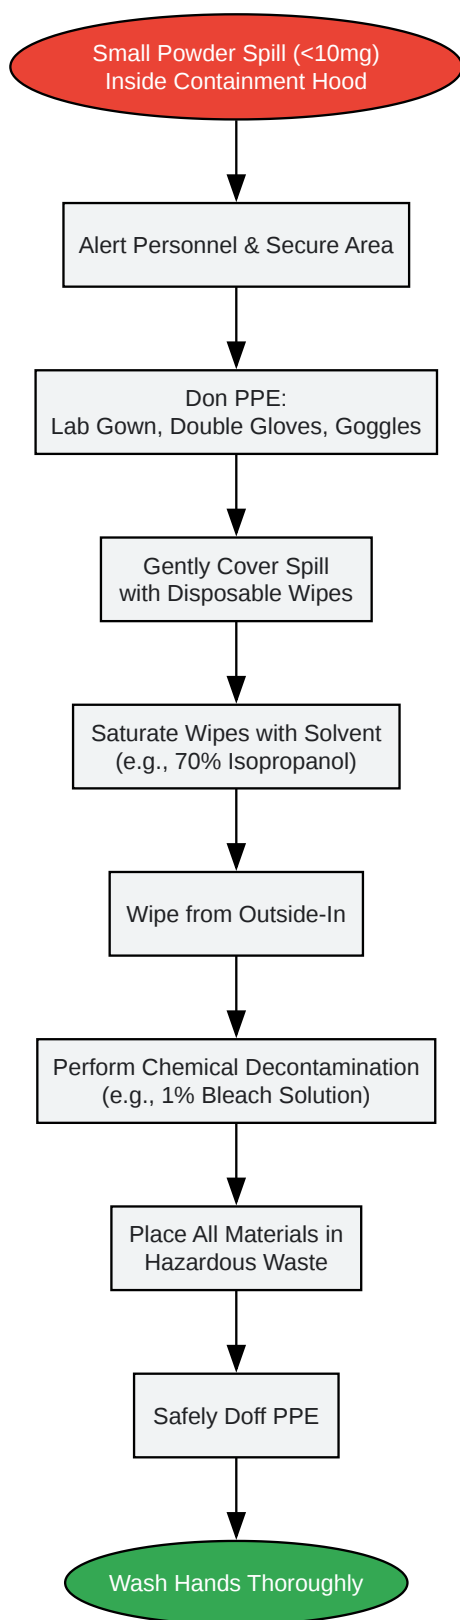 Small Powder Spill (<10mg)
Inside Containment Hood
Alert Personnel & Secure Area
Don PPE:
Lab Gown, Double Gloves, Goggles
Gently Cover Spill
with Disposable Wipes
Saturate Wipes with Solvent
(e.g., 70% Isopropanol)
Wipe from Outside-In
Perform Chemical Decontamination
(e.g., 1% Bleach Solution)
Place All Materials in
Hazardous Waste
Safely Doff PPE
Wash Hands Thoroughly